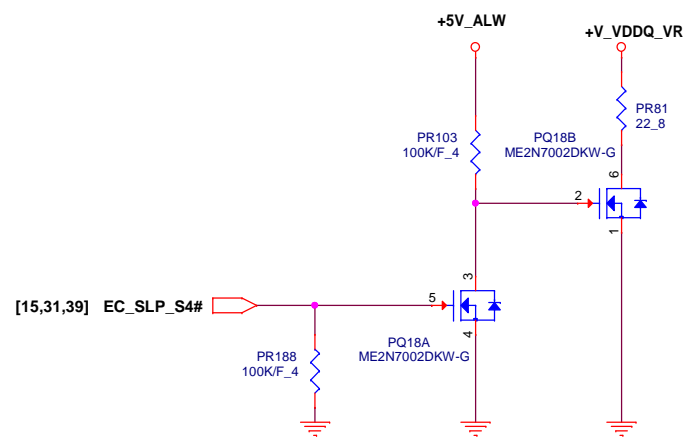 +5V_ALW
+V_VDDQ_VR
PR81
22_8
PR103
100K/F_4
PQ18B
ME2N7002DKW-G
6
2
1
3
[15,31,39] EC_SLP_S4#
5
4
PQ18A
ME2N7002DKW-G
PR188
100K/F_4